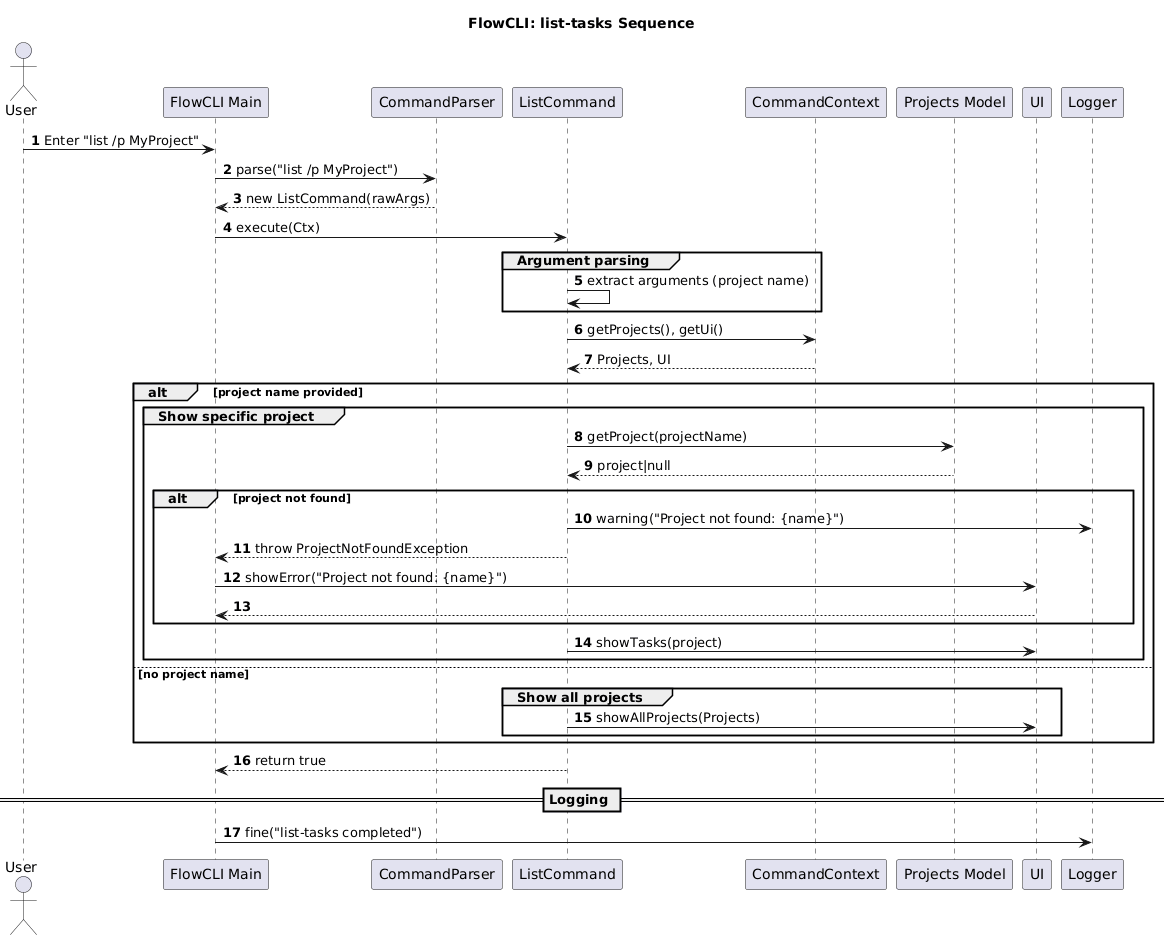 FlowCLI: list-tasks Sequence
User
FlowCLI Main
CommandParser
ListCommand
CommandContext
Projects Model
UI
Logger
1 Enter "list /p MyProject"
2 parse("list /p MyProject")
3 new ListCommand(rawArgs)
4 execute(Ctx)
Argument parsing
5 extract arguments (project name)
6 getProjects(), getUi()
7 Projects, UI
alt [project name provided]
Show specific project
8 getProject(projectName)
9 project|null
alt [project not found]
10 warning("Project not found: {name}")
11 throw ProjectNotFoundException
12 showError("Project not found: {name}")
13
14 showTasks(project)
[no project name]
Show all projects
15 showAllProjects(Projects)
16 return true
Logging
17 fine("list-tasks completed")
User
FlowCLI Main
CommandParser
ListCommand
CommandContext
Projects Model
UI
Logger